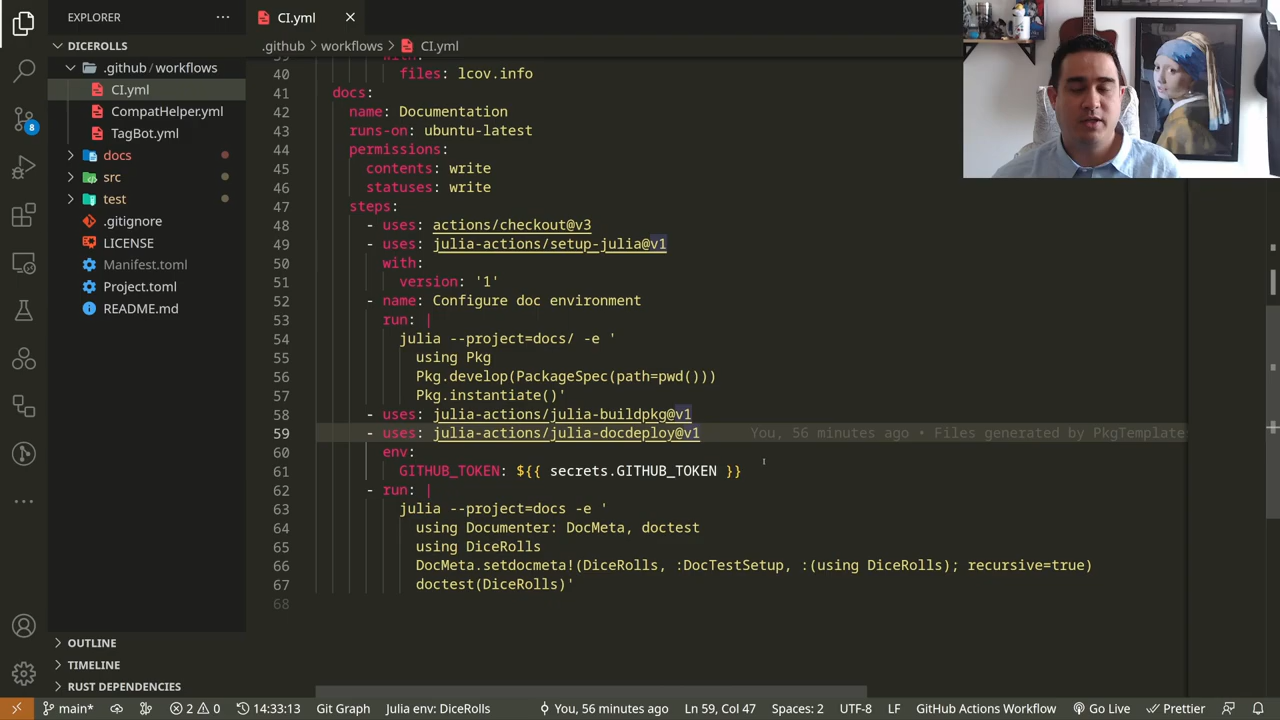 EXPLORER
DICEROLLS
.github/workflows
CI.yml
CompatHelper.yml
TagBot.yml
docs
src
test
.gitignore
LICENSE
Manifest.toml
Project.toml
README.md
OUTLINE
TIMELINE
RUST DEPENDENCIES
8
CI.yml
.github > workflows > CI.yml
40 files: lcov.info
41 docs:
42 name: Documentation
43 runs-on: ubuntu-latest
44 permissions:
45 contents: write
46 statuses: write
47 steps:
48 - uses: actions/checkout@v3
49 - uses: julia-actions/setup-julia@v1
50 with:
51 version: '1'
52 - name: Configure doc environment
53 run: |
54 julia --project=docs/ -e '
55 using Pkg
56 Pkg.develop(PackageSpec(path=pwd()))
57 Pkg.instantiate()'
58 - uses: julia-actions/julia-buildpkg@v1
59 - uses: julia-actions/julia-docdeploy@v1 You, 56 minutes ago • Files generated by PkgTemplate
60 env:
61 GITHUB_TOKEN: ${{ secrets.GITHUB_TOKEN }}
62 - run: |
63 julia --project=docs -e '
64 using Documenter: DocMeta, doctest
65 using DiceRolls
66 DocMeta.setdocmeta!(DiceRolls, :DocTestSetup, :(using DiceRolls); recursive=true)
67 doctest(DiceRolls)'
68
main* 2 0 14:33:13 Git Graph Julia env: DiceRolls You, 56 minutes ago Ln 59, Col 47 Spaces: 2 UTF-8 LF GitHub Actions Workflow Go Live Prettier